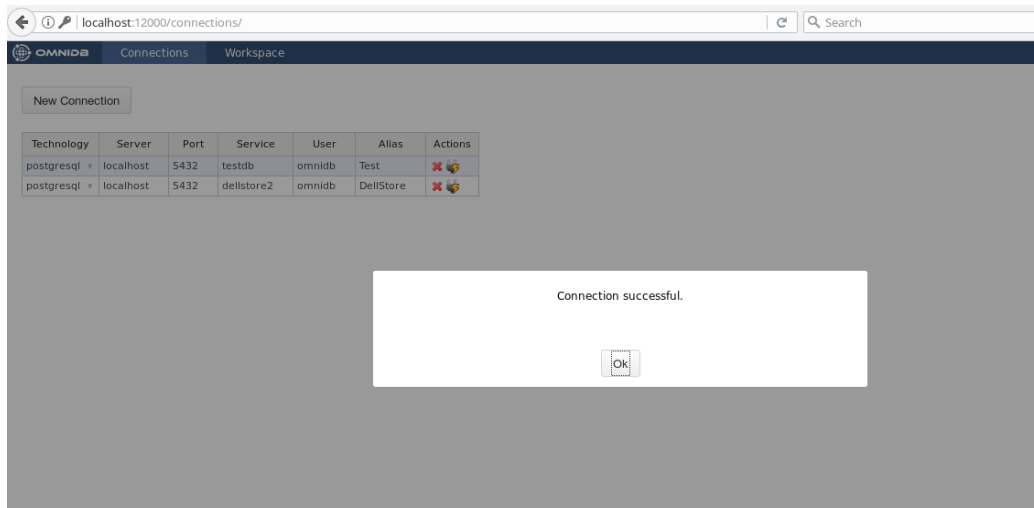 localhost:12000/connections/
Search
OMNIDB Connections Workspace
New Connection
Technology Server Port Service User Alias Actions
postgresql localhost 5432 testdb omnidb Test
postgresql localhost 5432 dellstore2 omnidb DellStore
Connection successful.
Ok